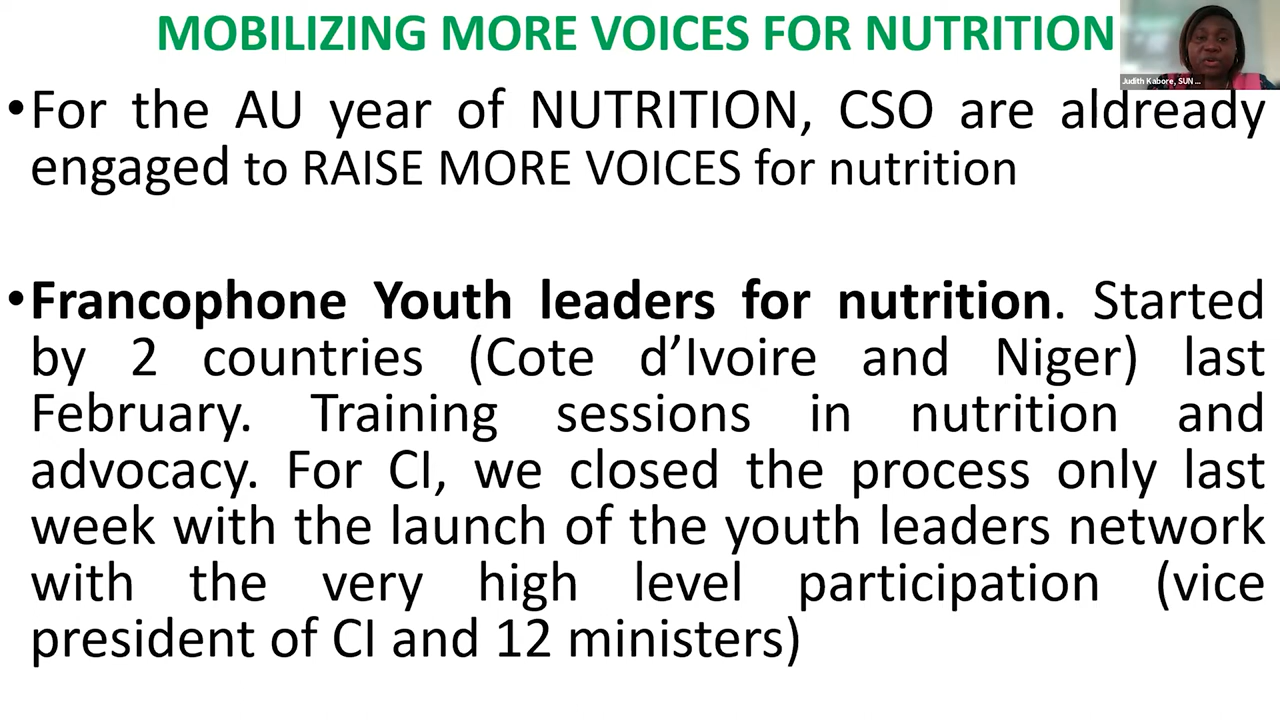 MOBILIZING MORE VOICES FOR NUTRITION
Judith Kabore, SUN ...
•For the AU year of NUTRITION, CSO are aldready
engaged to RAISE MORE VOICES for nutrition
•Francophone Youth leaders for nutrition. Started
by 2 countries (Cote d’Ivoire and Niger) last
February. Training sessions in nutrition and
advocacy. For CI, we closed the process only last
week with the launch of the youth leaders network
with the very high level participation (vice
president of CI and 12 ministers)